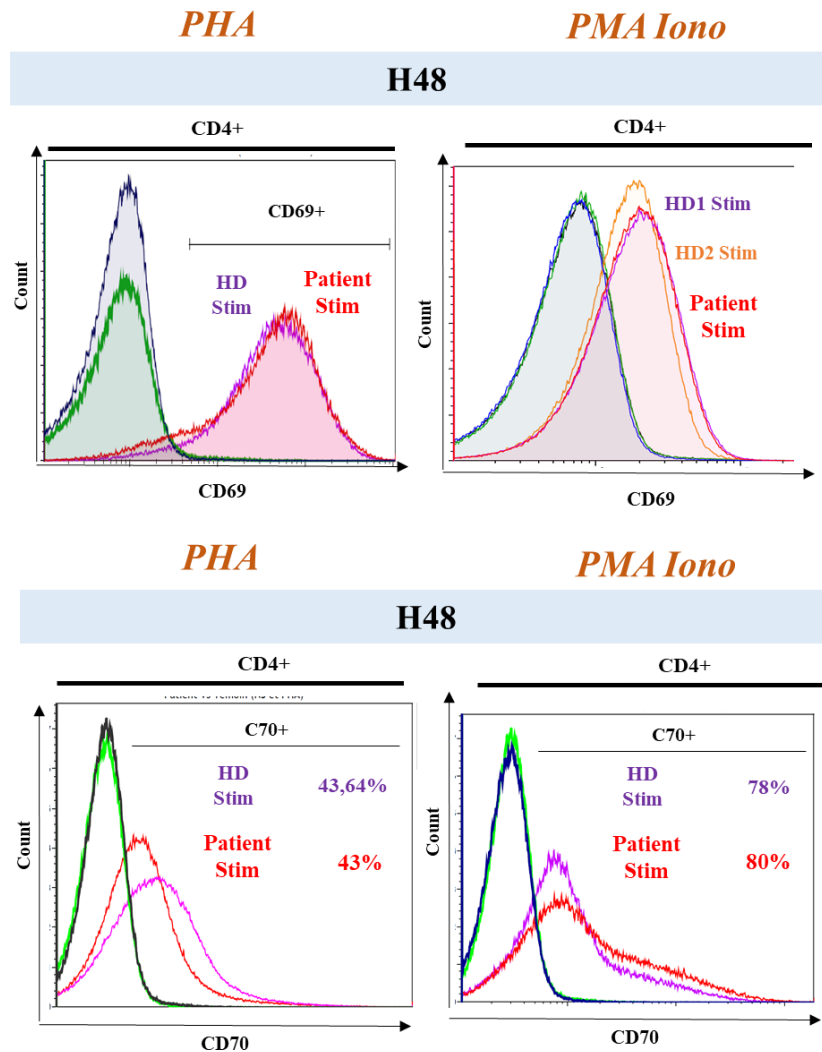 PHA
PMA Iono
H48
CD4+
CD4+
CD69+
HD
Stim
Patient
Stim
Count
CD69
HD1 Stim
HD2 Stim
Patient
Stim
Count
CD69
PHA
PMA Iono
H48
CD4+
CD4+
C70+
HD
Stim
43,64%
Patient
Stim
43%
Count
CD70
C70+
HD
Stim
78%
Patient
Stim
80%
Count
CD70